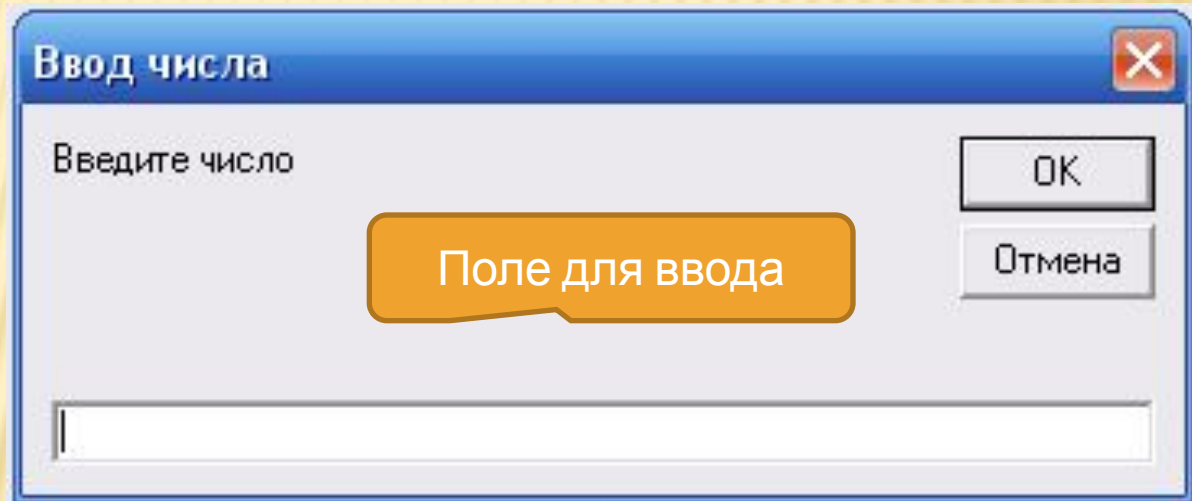 Ввод числа
Введите число
OK
Поле для ввода
Отмена